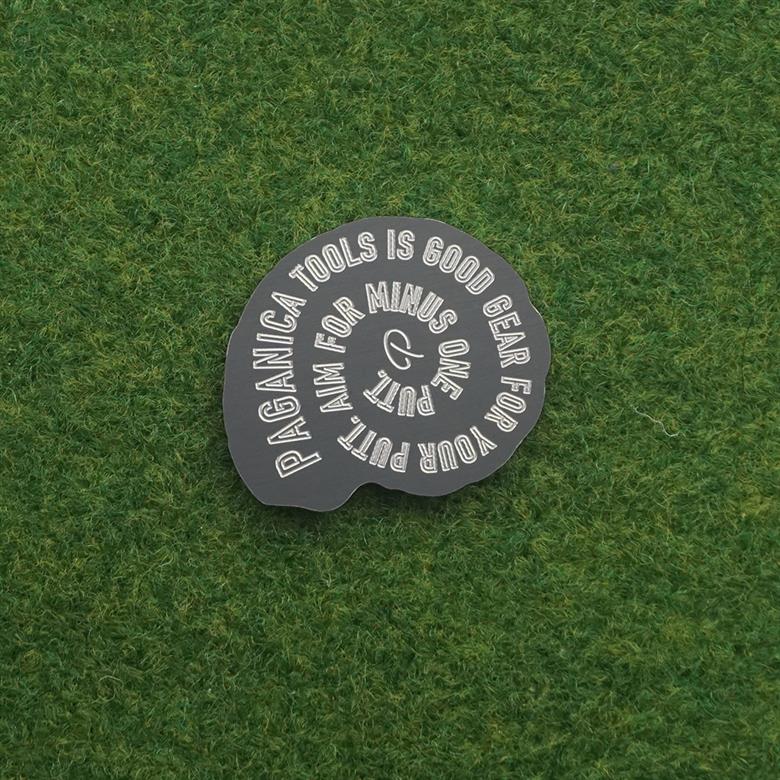 PAGANICA TOOLS IS GOOD GEAR FOR YOUR PUTT. AIM FOR MINUS ONE PUTT.